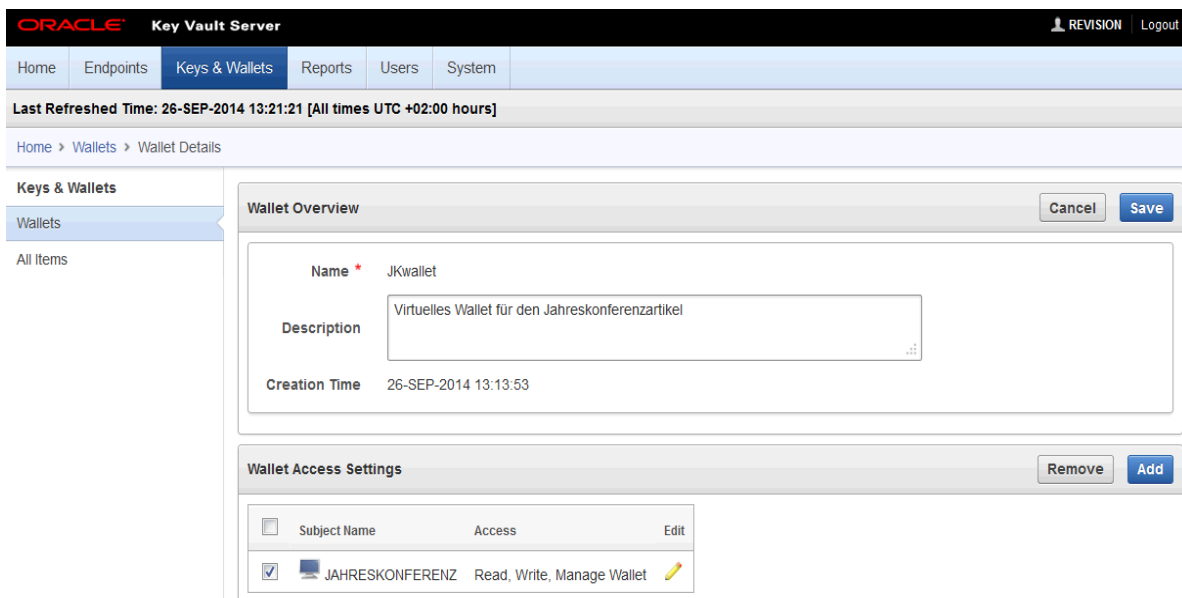 ORACLE Key Vault Server REVISION Logout
Home Endpoints Keys & Wallets Reports Users System
Last Refreshed Time: 26-SEP-2014 13:21:21 [All times UTC +02:00 hours]
Home > Wallets > Wallet Details
Keys & Wallets
Wallets
All Items
Wallet Overview Cancel Save
Name * JKwallet
Description Virtuelles Wallet für den Jahreskonferenzartikel
Creation Time 26-SEP-2014 13:13:53
Wallet Access Settings Remove Add
Subject Name Access Edit
JAHRESKONFERENZ Read, Write, Manage Wallet